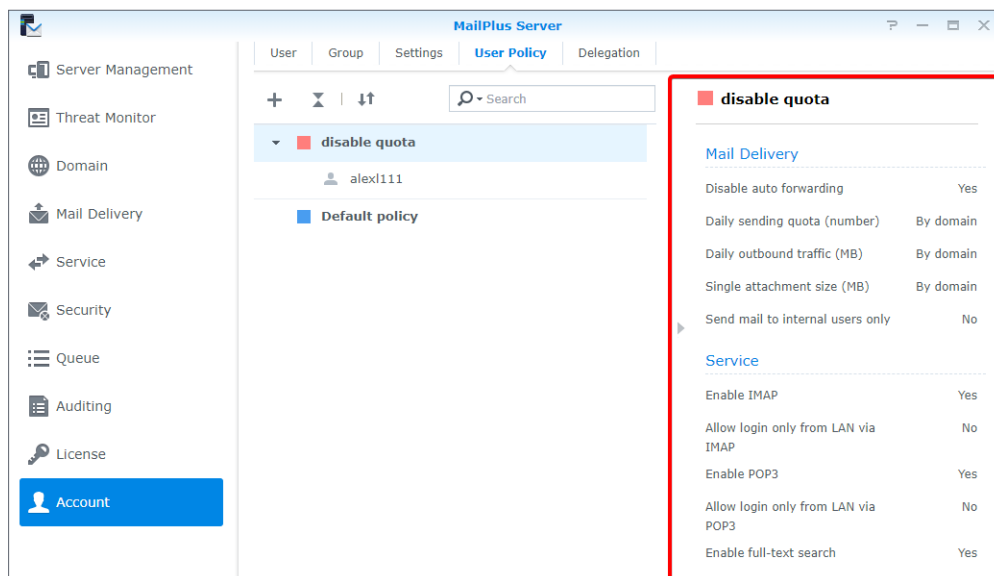 MailPlus Server
?
User Group Settings User Policy Delegation
Server Management
Threat Monitor
Domain
Mail Delivery
Service
Security
Queue
Auditing
License
Account
Search
disable quota
alexl111
Default policy
disable quota
Mail Delivery
Disable auto forwarding Yes
Daily sending quota (number) By domain
Daily outbound traffic (MB) By domain
Single attachment size (MB) By domain
Send mail to internal users only No
Service
Enable IMAP Yes
Allow login only from LAN via No
IMAP
Enable POP3 Yes
Allow login only from LAN via No
POP3
Enable full-text search Yes